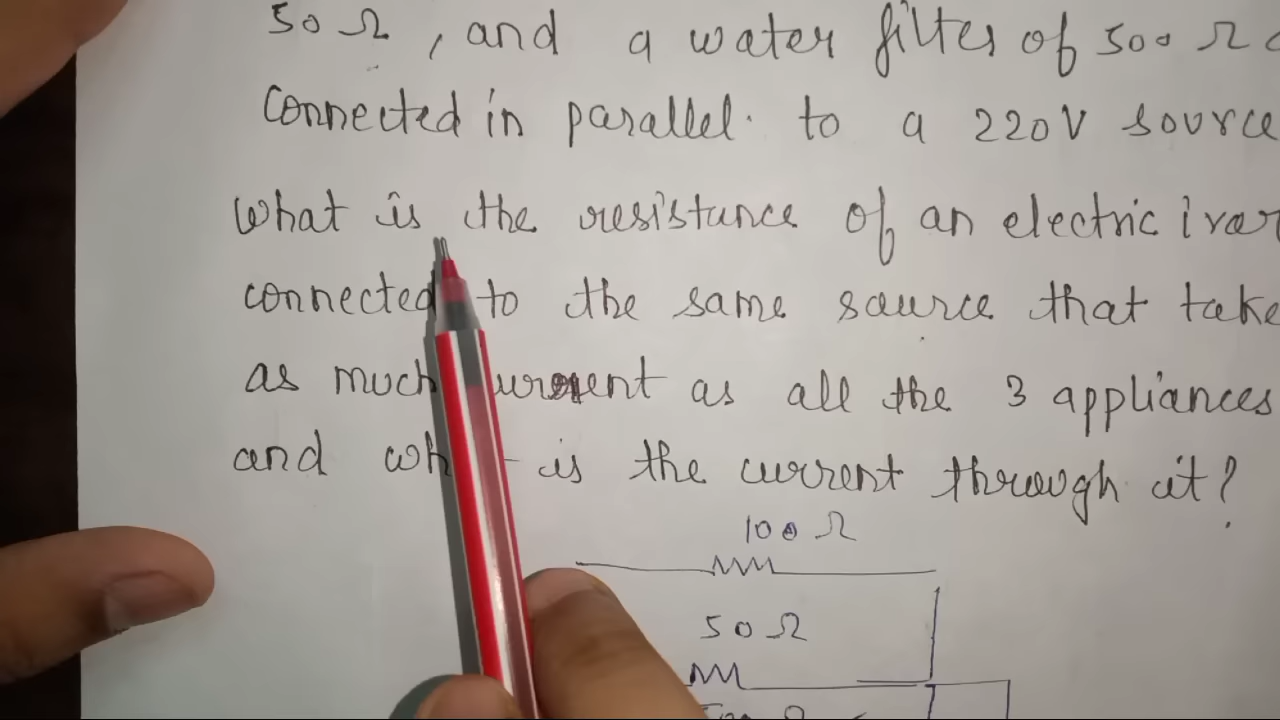 50 Ω , and a water filter of 500 Ω
connected in parallel. to a 220V source
What is the resistance of an electric
connected to the same source that take
as much current as all the 3 appliances
and is the current through it?
100 Ω
50 Ω